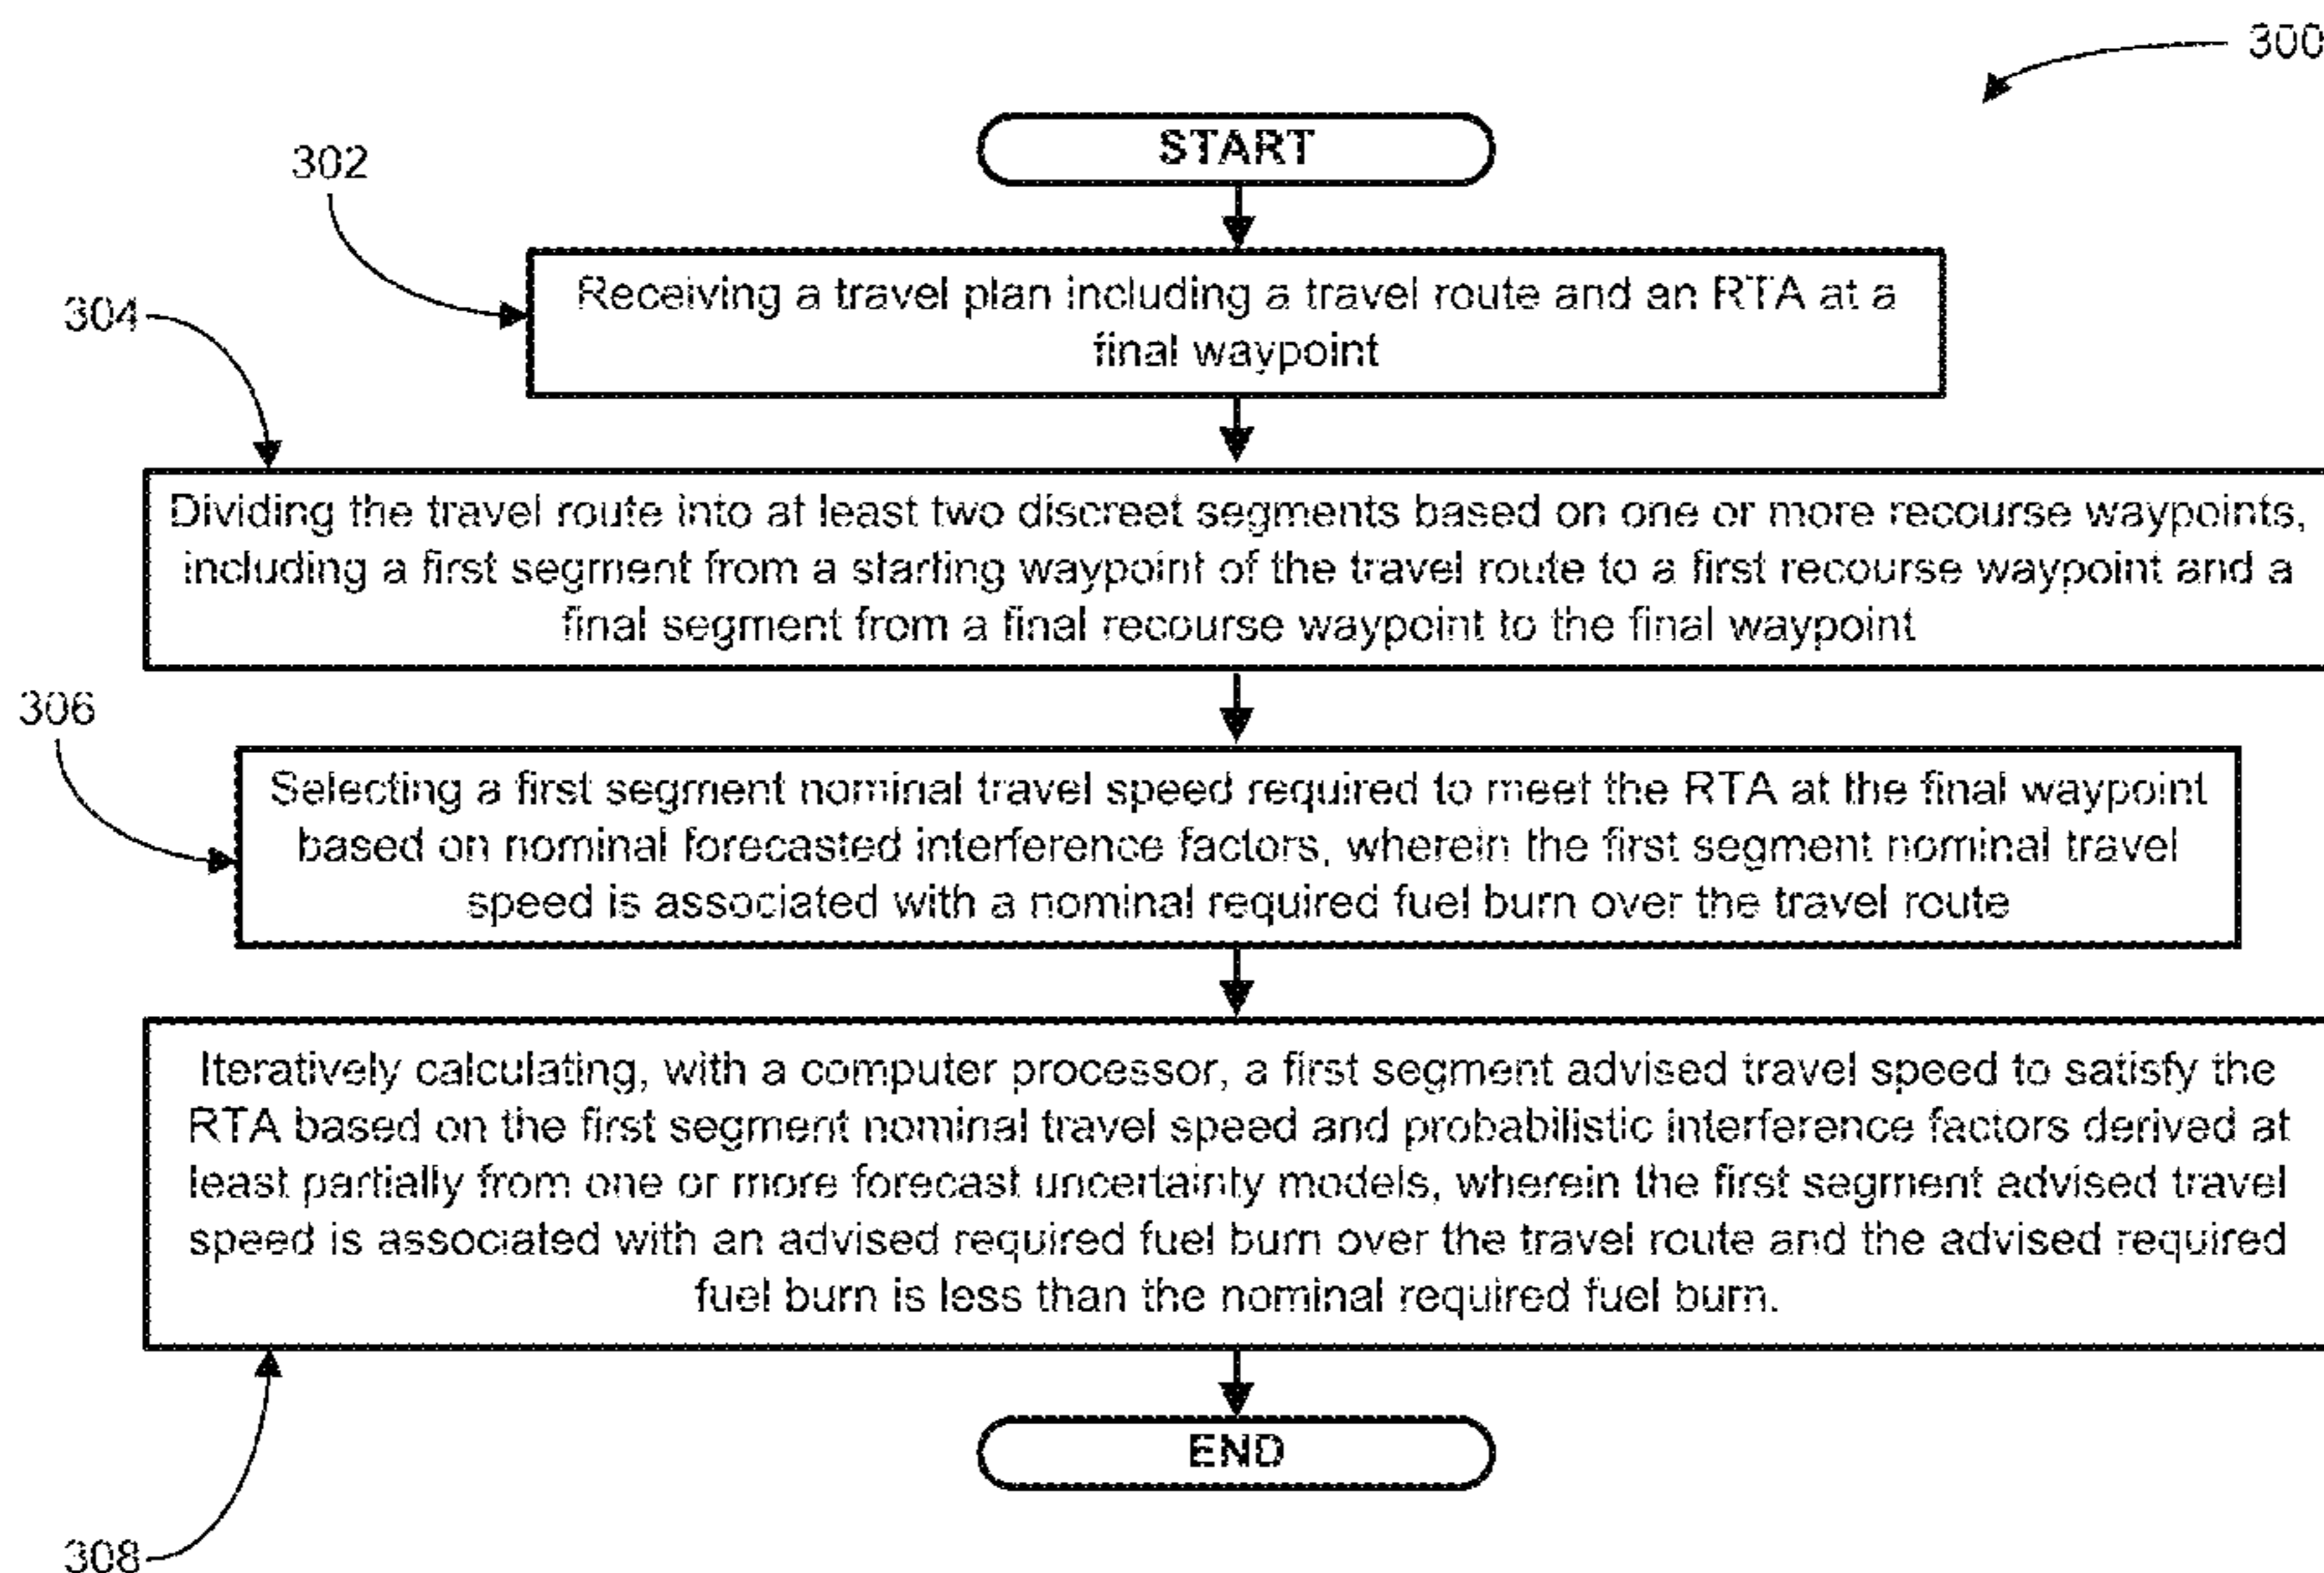 300
START
302
Receiving a travel plan including a travel route and an RTA at a
final waypoint
304
Dividing the travel route into at least two discreet segments based on one or more recourse waypoints,
including a first segment from a starting waypoint of the travel route to a first recourse waypoint and a
final segment from a final recourse waypoint to the final waypoint
306
Selecting a first segment nominal travel speed required to meet the RTA at the final waypoint
based on nominal forecasted interference factors, wherein the first segment nominal travel
speed is associated with a nominal required fuel burn over the travel route
Iteratively calculating, with a computer processor, a first segment advised travel speed to satisfy the
RTA based on the first segment nominal travel speed and probabilistic interference factors derived at
least partially from one or more forecast uncertainty models, wherein the first segment advised travel
speed is associated with an advised required fuel burn over the travel route and the advised required
fuel burn is less than the nominal required fuel burn.
END
308